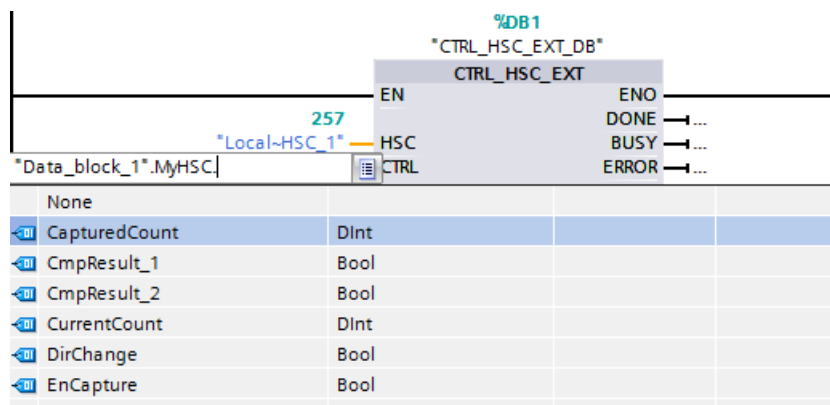 %DB1
"CTRL_HSC_EXT_DB"
CTRL_HSC_EXT
EN ENO
257 DONE ...
"Local~HSC_1" HSC BUSY ...
"Data_block_1".MyHSC. CTRL ERROR ...
None
CapturedCount DInt
CmpResult_1 Bool
CmpResult_2 Bool
CurrentCount DInt
DirChange Bool
EnCapture Bool